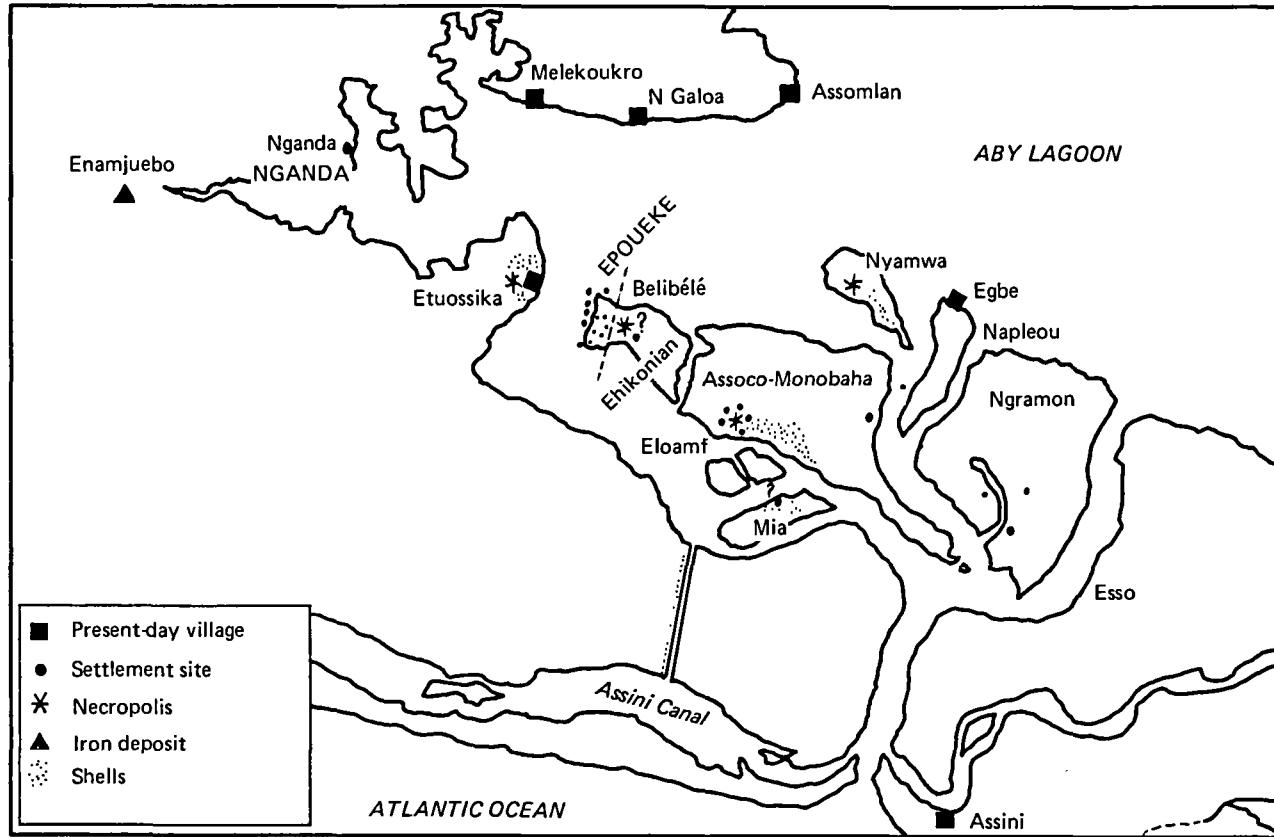 Melekoukro
N Galoa
Assomlan
Nganda
NGANDA
Enamjuebo
ABY LAGOON
EPOUEKE
Belibélé
Nyamwa
Egbe
Etuossika
?
Napleou
Ehikonian
Assoco-Monobaha
Ngramon
Eloamf
?
Mia
Esso
Present-day village
Settlement site
Necropolis
Iron deposit
Shells
Assini Canal
ATLANTIC OCEAN
Assini